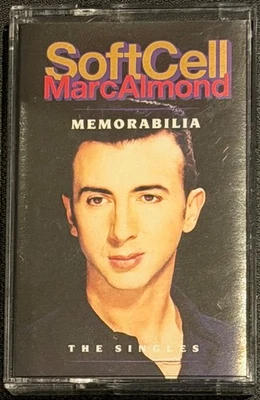 SoftCell
MarcAlmond
MEMORABILIA
THE SINGLES